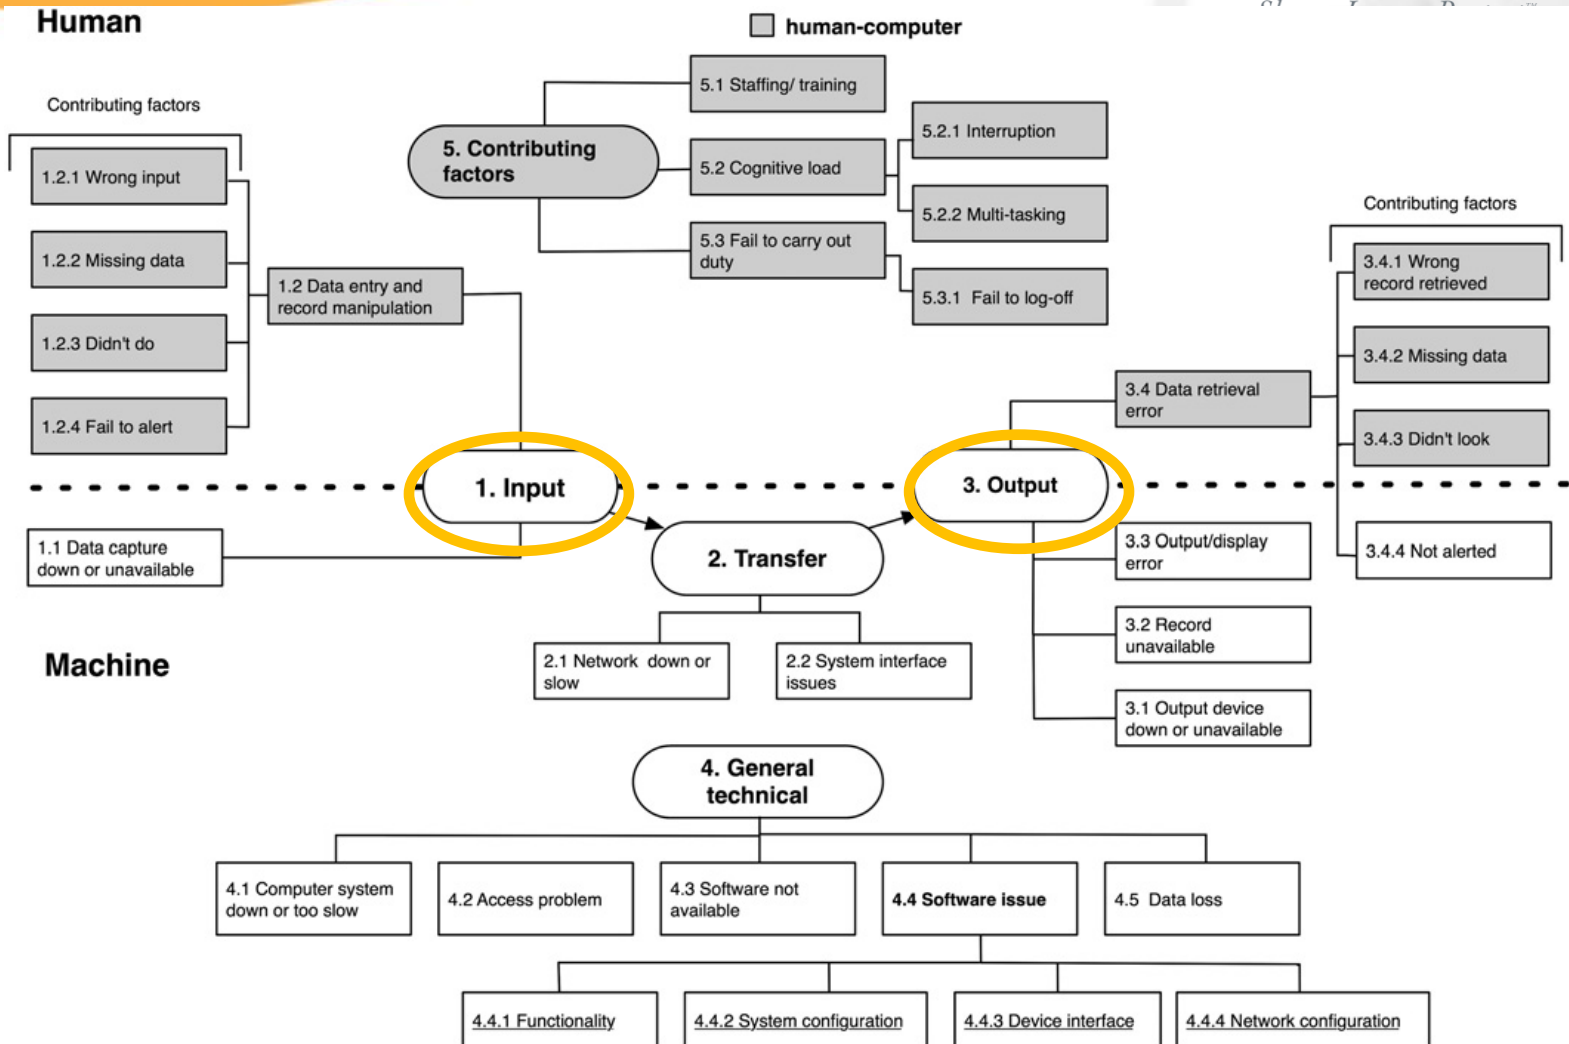 Human
human-computer
Contributing factors
1.2.1 Wrong input
1.2.2 Missing data
1.2.3 Didn't do
1.2.4 Fail to alert
1.2 Data entry and
record manipulation
5. Contributing
factors
5.1 Staffing/ training
5.2 Cognitive load
5.3 Fail to carry out
duty
5.2.1 Interruption
5.2.2 Multi-tasking
5.3.1 Fail to log-off
Contributing factors
3.4.1 Wrong
record retrieved
3.4.2 Missing data
3.4.3 Didn't look
3.4 Data retrieval
error
1. Input
3. Output
2. Transfer
1.1 Data capture
down or unavailable
3.3 Output/display
error
3.4.4 Not alerted
3.2 Record
unavailable
3.1 Output device
down or unavailable
2.1 Network down or
slow
2.2 System interface
issues
Machine
4. General
technical
4.1 Computer system
down or too slow
4.2 Access problem
4.3 Software not
available
4.4 Software issue
4.5 Data loss
4.4.1 Functionality
4.4.2 System configuration
4.4.3 Device interface
4.4.4 Network configuration